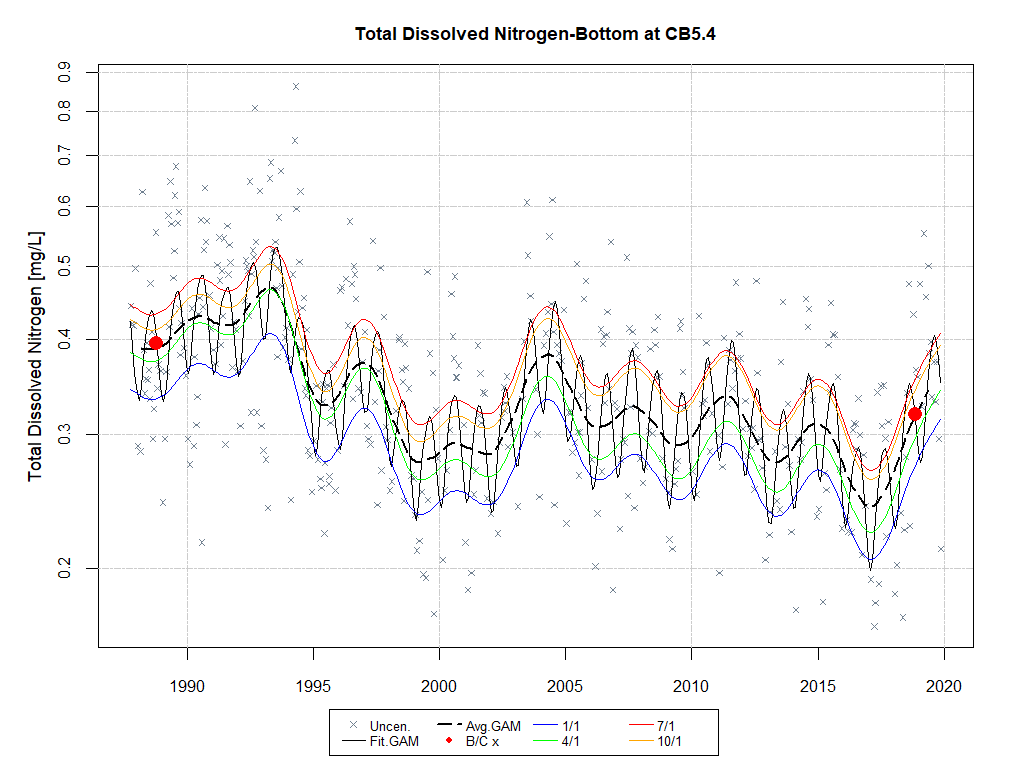 Total Dissolved Nitrogen-Bottom at CB5.4
Total Dissolved Nitrogen [mg/L]
0.9
0.8
0.7
0.6
0.5
0.4
0.3
0.2
1990 1995 2000 2005 2010 2015 2020
Uncen. Avg.GAM 1/1 7/1
Fit.GAM B/C x 4/1 10/1